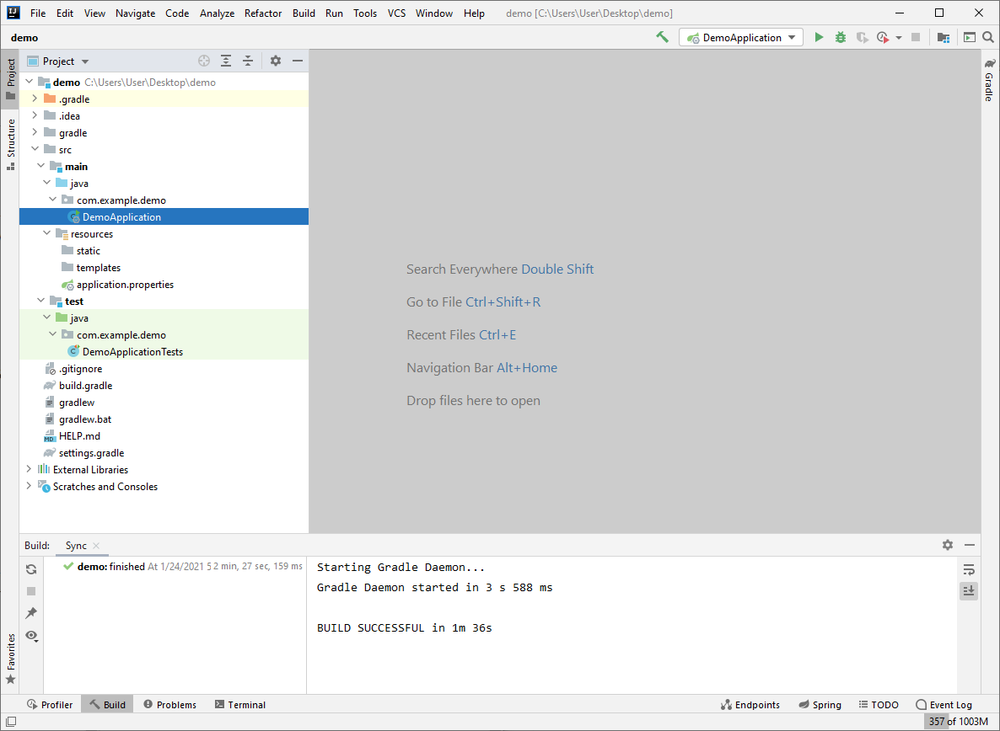 File Edit View Navigate Code Analyze Refactor Build Run Tools VCS Window Help demo [C:\Users\User\Desktop\demo]
demo
DemoApplication
Project
demo C:\Users\User\Desktop\demo
.gradle
.idea
gradle
src
main
java
com.example.demo
DemoApplication
resources
static
templates
application.properties
test
java
com.example.demo
DemoApplicationTests
.gitignore
build.gradle
gradlew
gradlew.bat
MD HELP.md
settings.gradle
External Libraries
Scratches and Consoles
Project
Structure
Favorites
Gradle
Search Everywhere Double Shift
Go to File Ctrl+Shift+R
Recent Files Ctrl+E
Navigation Bar Alt+Home
Drop files here to open
Build: Sync
demo: finished At 1/24/2021 5 2 min, 27 sec, 159 ms
Starting Gradle Daemon...
Gradle Daemon started in 3 s 588 ms
BUILD SUCCESSFUL in 1m 36s
Profiler Build Problems Terminal Endpoints Spring TODO Event Log
357 of 1003M